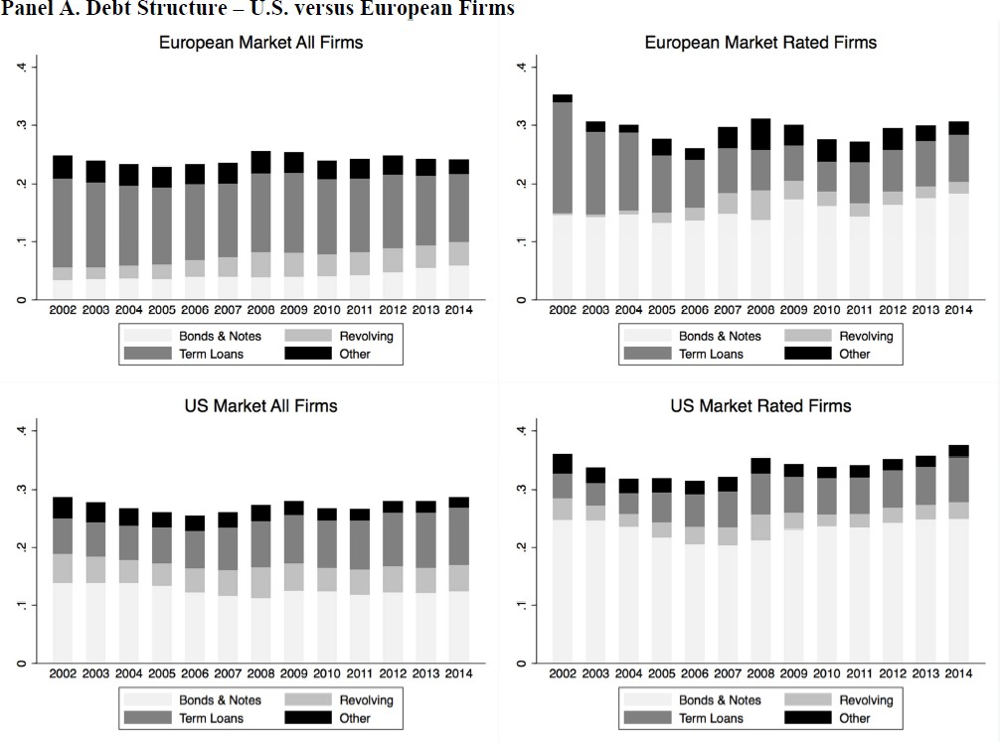 Panel A. Debt Structure – U.S. versus European Firms
European Market All Firms
.4
.3
.2
.1
0
2002 2003 2004 2005 2006 2007 2008 2009 2010 2011 2012 2013 2014
Bonds & Notes Revolving
Term Loans Other
European Market Rated Firms
.4
.3
.2
.1
0
2002 2003 2004 2005 2006 2007 2008 2009 2010 2011 2012 2013 2014
Bonds & Notes Revolving
Term Loans Other
US Market All Firms
.4
.3
.2
.1
0
2002 2003 2004 2005 2006 2007 2008 2009 2010 2011 2012 2013 2014
Bonds & Notes Revolving
Term Loans Other
US Market Rated Firms
.4
.3
.2
.1
0
2002 2003 2004 2005 2006 2007 2008 2009 2010 2011 2012 2013 2014
Bonds & Notes Revolving
Term Loans Other